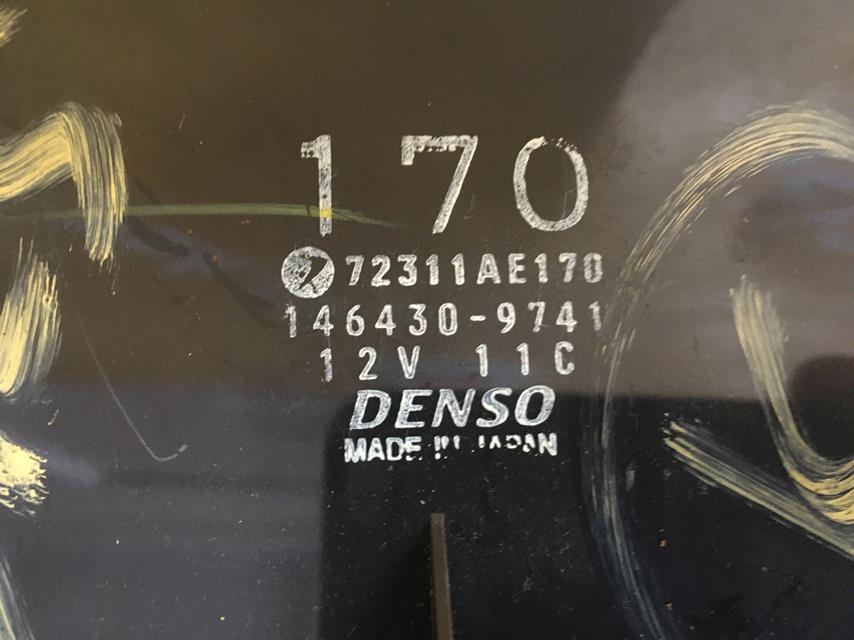 170
72311AE170
146430-9741
12V 11C
DENSO
MADE IN JAPAN